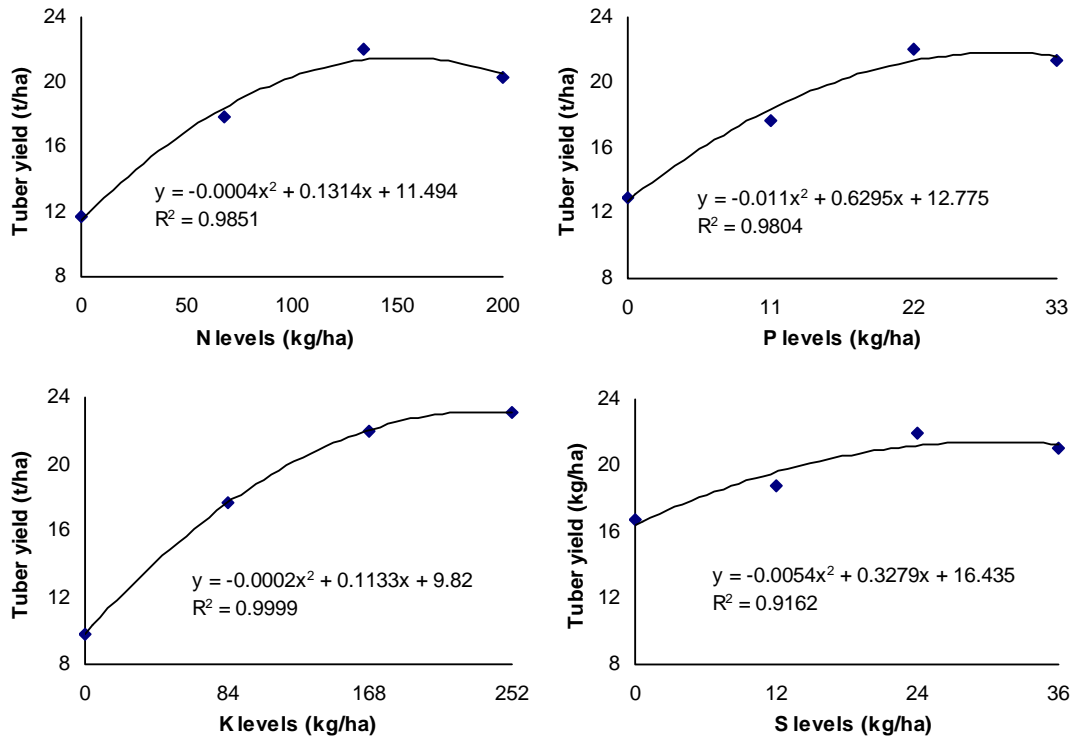 24
20
16
12
8
Tuber yield (t/ha)
y = -0.0004x² + 0.1314x + 11.494
R² = 0.9851
0 50 100 150 200
N levels (kg/ha)
24
20
16
12
8
Tuber yield (t/ha)
y = -0.011x² + 0.6295x + 12.775
R² = 0.9804
0 11 22 33
P levels (kg/ha)
24
20
16
12
8
Tuber yield (t/ha)
y = -0.0002x² + 0.1133x + 9.82
R² = 0.9999
0 84 168 252
K levels (kg/ha)
24
20
16
12
8
Tuber yield (kg/ha)
y = -0.0054x² + 0.3279x + 16.435
R² = 0.9162
0 12 24 36
S levels (kg/ha)